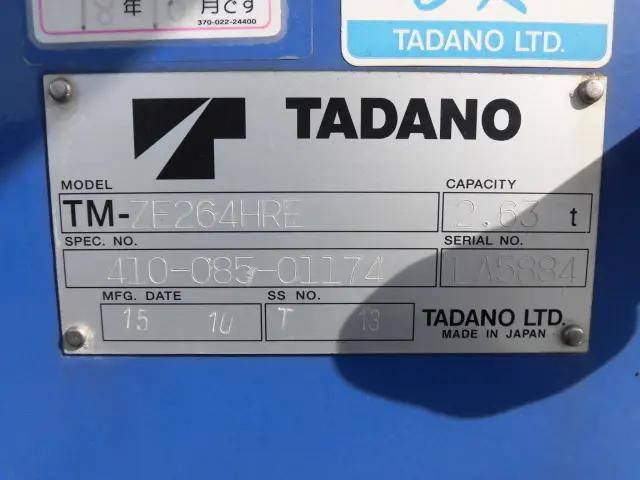 年 月です
370-022-24400
TADANO LTD.
TADANO
MODEL
CAPACITY
TM-ZE264HRE
2.63 t
SPEC. NO.
SERIAL NO.
410-085-01174
LA5884
MFG. DATE
SS NO.
15 10 T 13
TADANO LTD.
MADE IN JAPAN